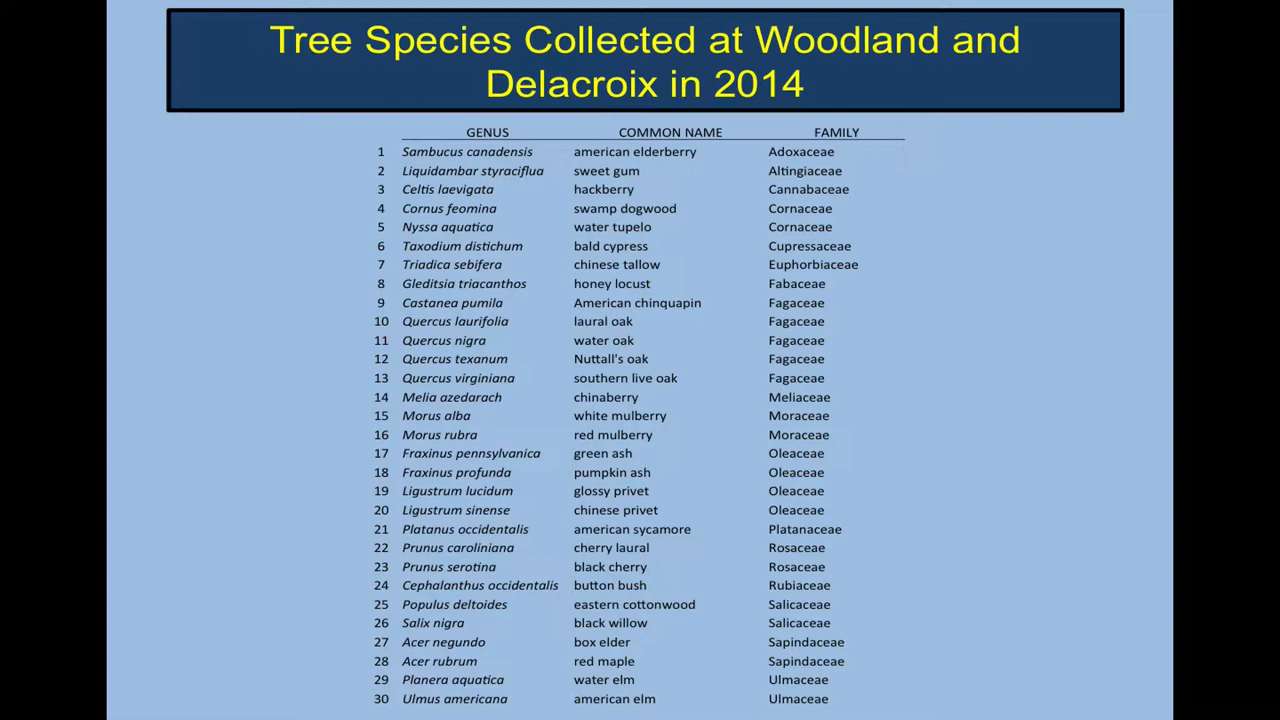 Tree Species Collected at Woodland and
Delacroix in 2014
GENUS COMMON NAME FAMILY
1 Sambucus canadensis american elderberry Adoxaceae
2 Liquidambar styraciflua sweet gum Altingiaceae
3 Celtis laevigata hackberry Cannabaceae
4 Cornus feomina swamp dogwood Cornaceae
5 Nyssa aquatica water tupelo Cornaceae
6 Taxodium distichum bald cypress Cupressaceae
7 Triadica sebifera chinese tallow Euphorbiaceae
8 Gleditsia triacanthos honey locust Fabaceae
9 Castanea pumila American chinquapin Fagaceae
10 Quercus laurifolia laural oak Fagaceae
11 Quercus nigra water oak Fagaceae
12 Quercus texanum Nuttall's oak Fagaceae
13 Quercus virginiana southern live oak Fagaceae
14 Melia azedarach chinaberry Meliaceae
15 Morus alba white mulberry Moraceae
16 Morus rubra red mulberry Moraceae
17 Fraxinus pennsylvanica green ash Oleaceae
18 Fraxinus profunda pumpkin ash Oleaceae
19 Ligustrum lucidum glossy privet Oleaceae
20 Ligustrum sinense chinese privet Oleaceae
21 Platanus occidentalis american sycamore Platanaceae
22 Prunus caroliniana cherry laural Rosaceae
23 Prunus serotina black cherry Rosaceae
24 Cephalanthus occidentalis button bush Rubiaceae
25 Populus deltoides eastern cottonwood Salicaceae
26 Salix nigra black willow Salicaceae
27 Acer negundo box elder Sapindaceae
28 Acer rubrum red maple Sapindaceae
29 Planera aquatica water elm Ulmaceae
30 Ulmus americana american elm Ulmaceae